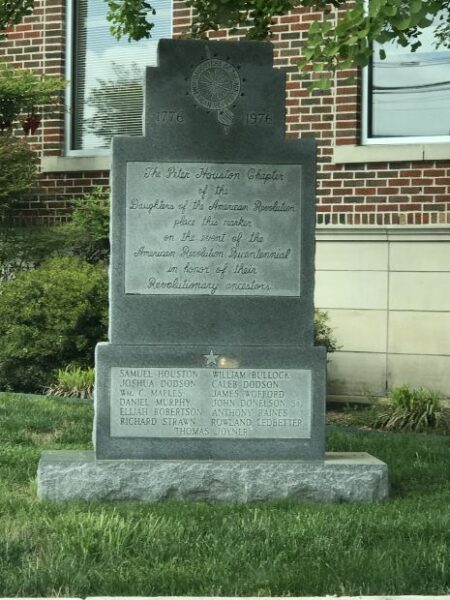 1776 1976
The Peter Houston Chapter
of the
Daughters of the American Revolution
place this marker
on the event of the
American Revolution Bicentennial
in honor of their
Revolutionary ancestors
SAMUEL HOUSTON WILLIAM BULLOCK
JOSHUA DODSON CALEB DODSON
WM. C. MAPLES JAMES WOFFORD
DANIEL MURPHY JOHN DONELSON SR.
ELIJAH ROBERTSON ANTHONY RAINES
RICHARD STRAWN ROWLAND LEDBETTER
THOMAS JOYNER